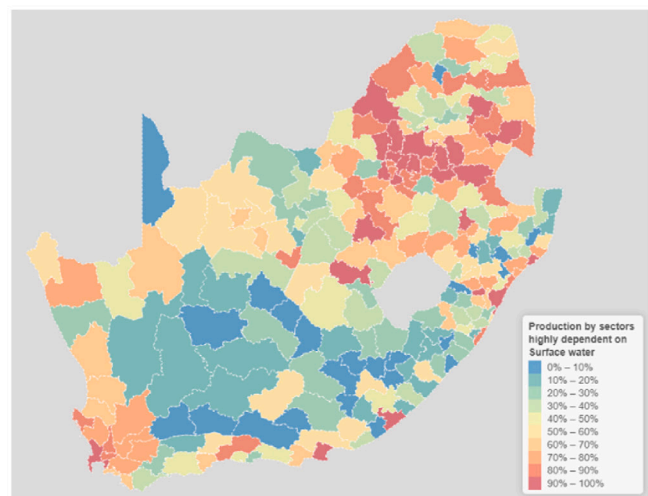 Production by sectors
highly dependent on
Surface water
0% – 10%
10% – 20%
20% – 30%
30% – 40%
40% – 50%
50% – 60%
60% – 70%
70% – 80%
80% – 90%
90% – 100%